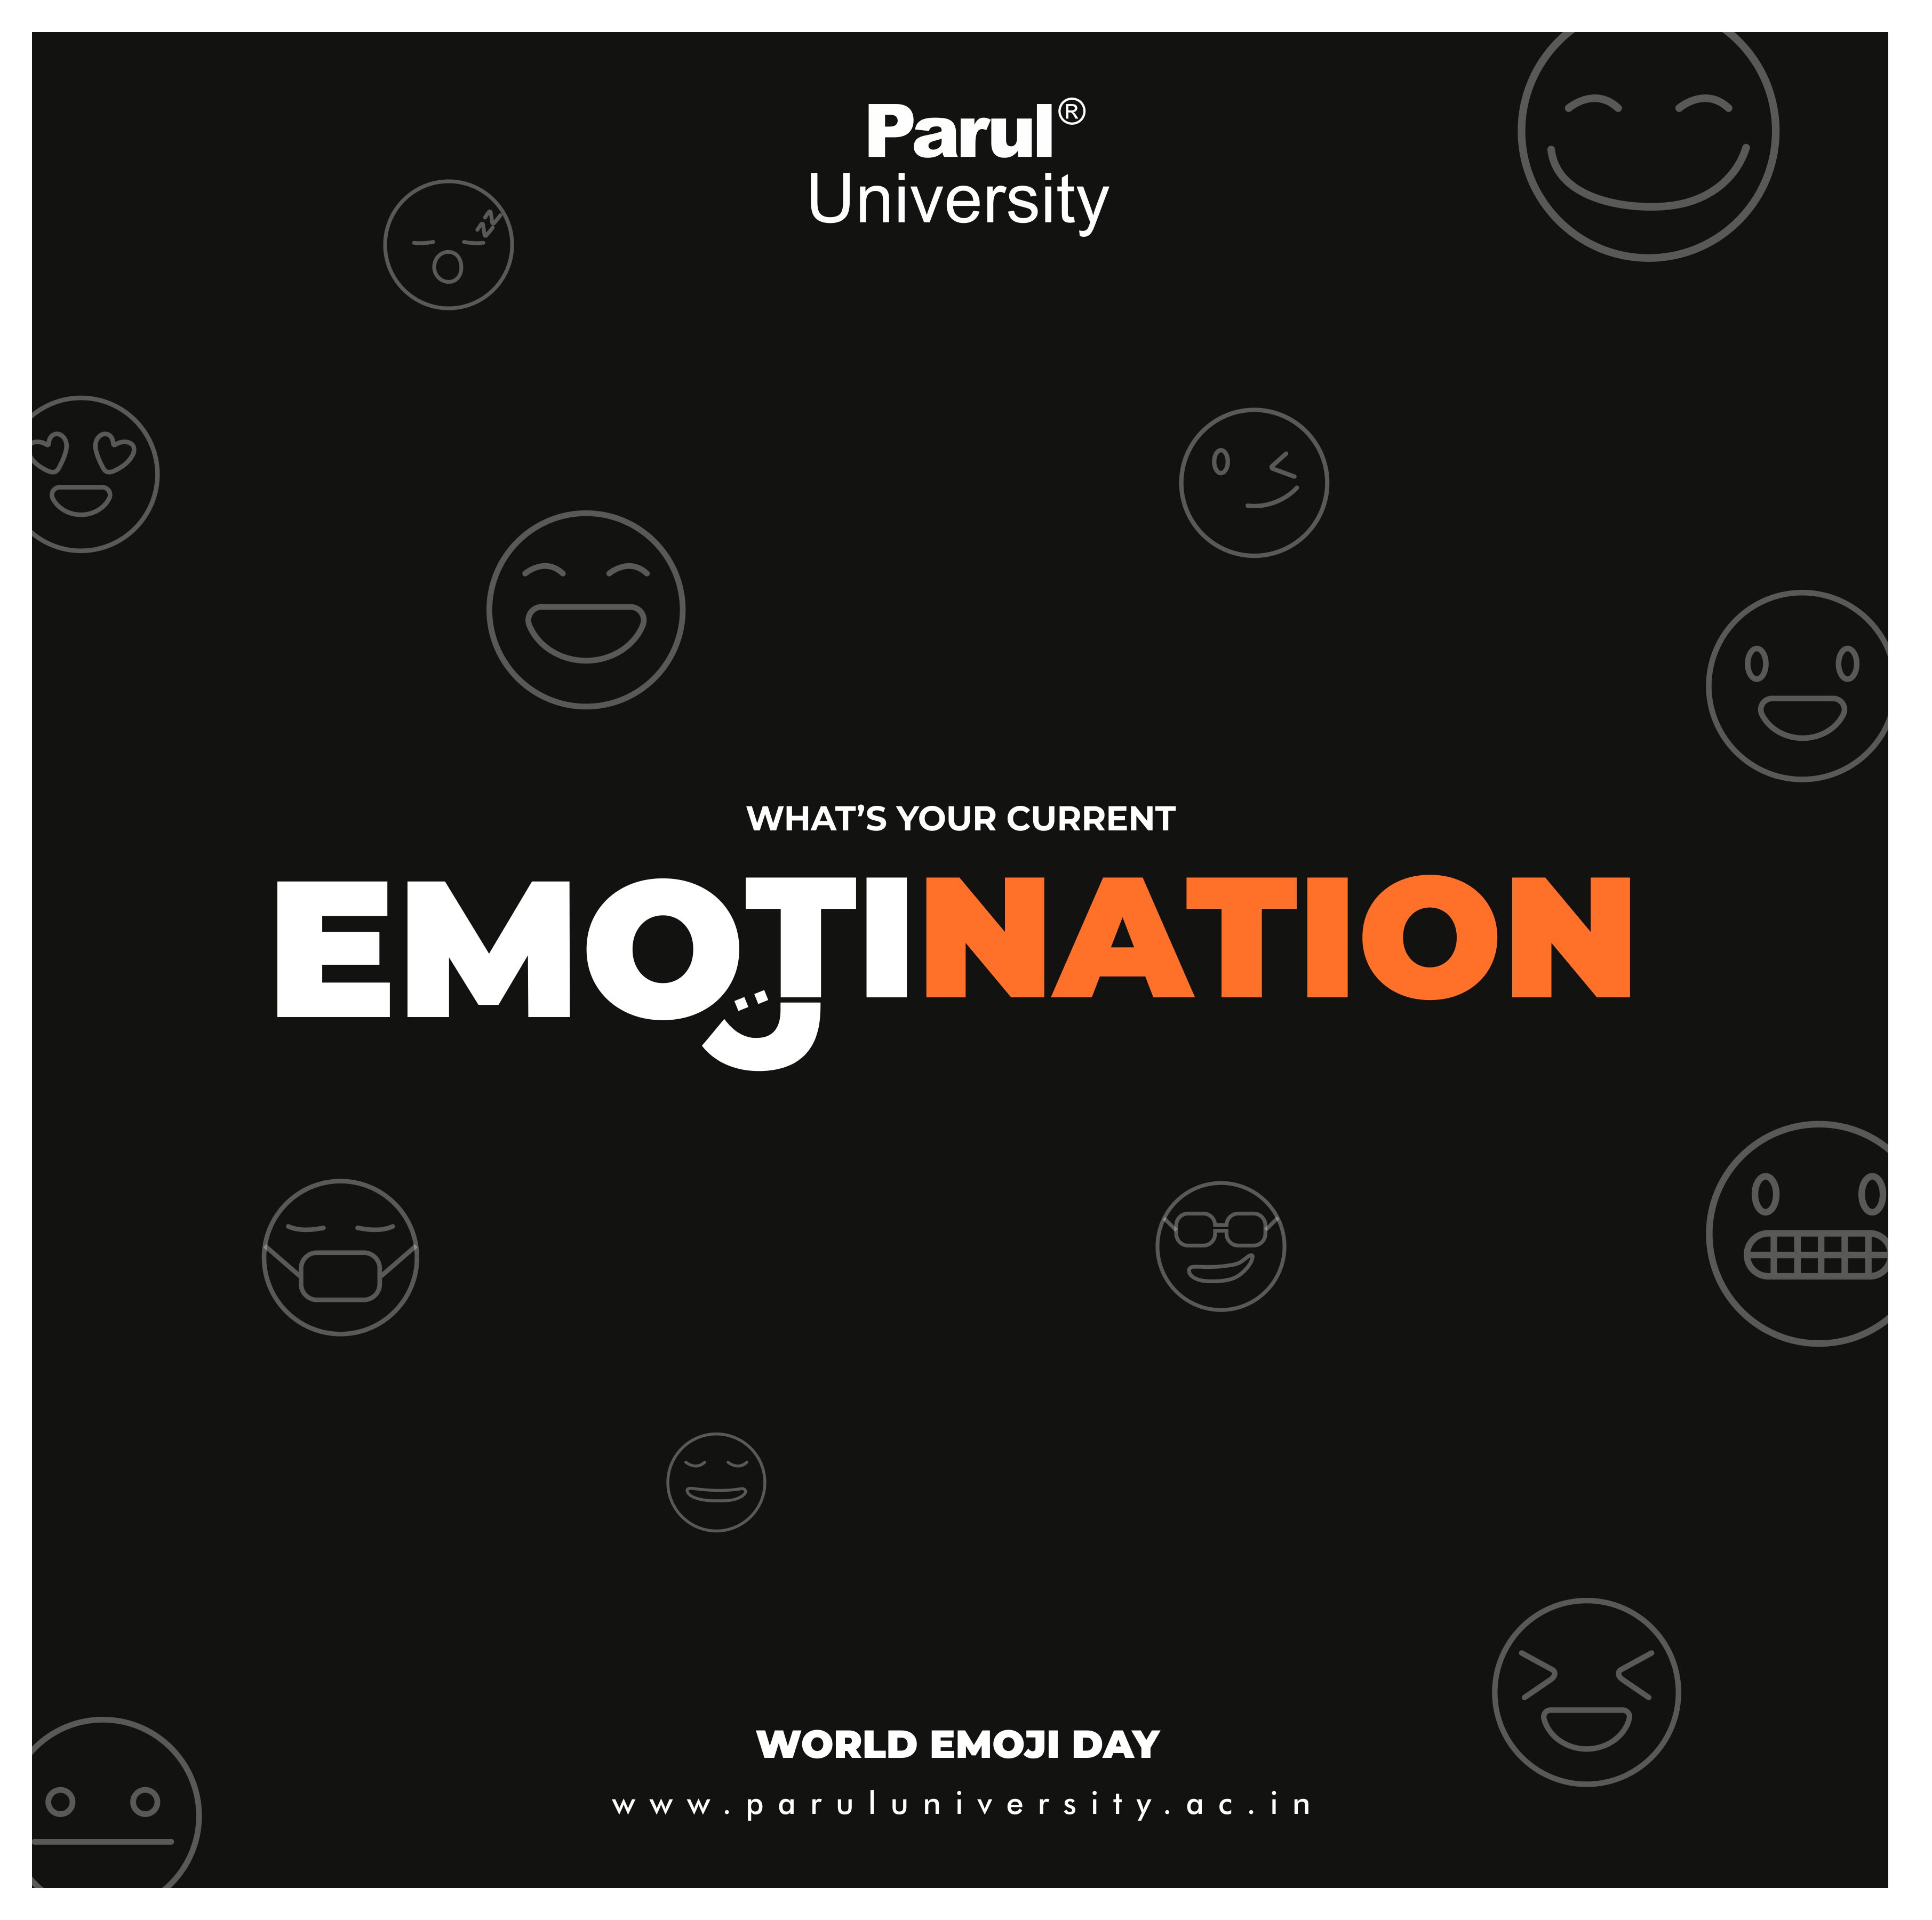 Parul®
University
WHAT'S YOUR CURRENT
EMOJINATION
WORLD EMOJI DAY
www.paruluniversity.ac.in